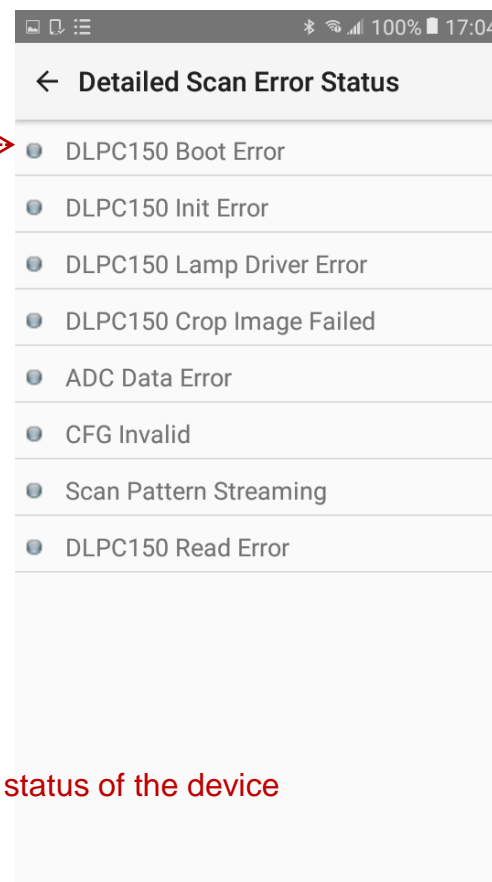 100% 17:04
Detailed Scan Error Status
DLPC150 Boot Error
DLPC150 Init Error
DLPC150 Lamp Driver Error
DLPC150 Crop Image Failed
ADC Data Error
CFG Invalid
Scan Pattern Streaming
DLPC150 Read Error
status of the device